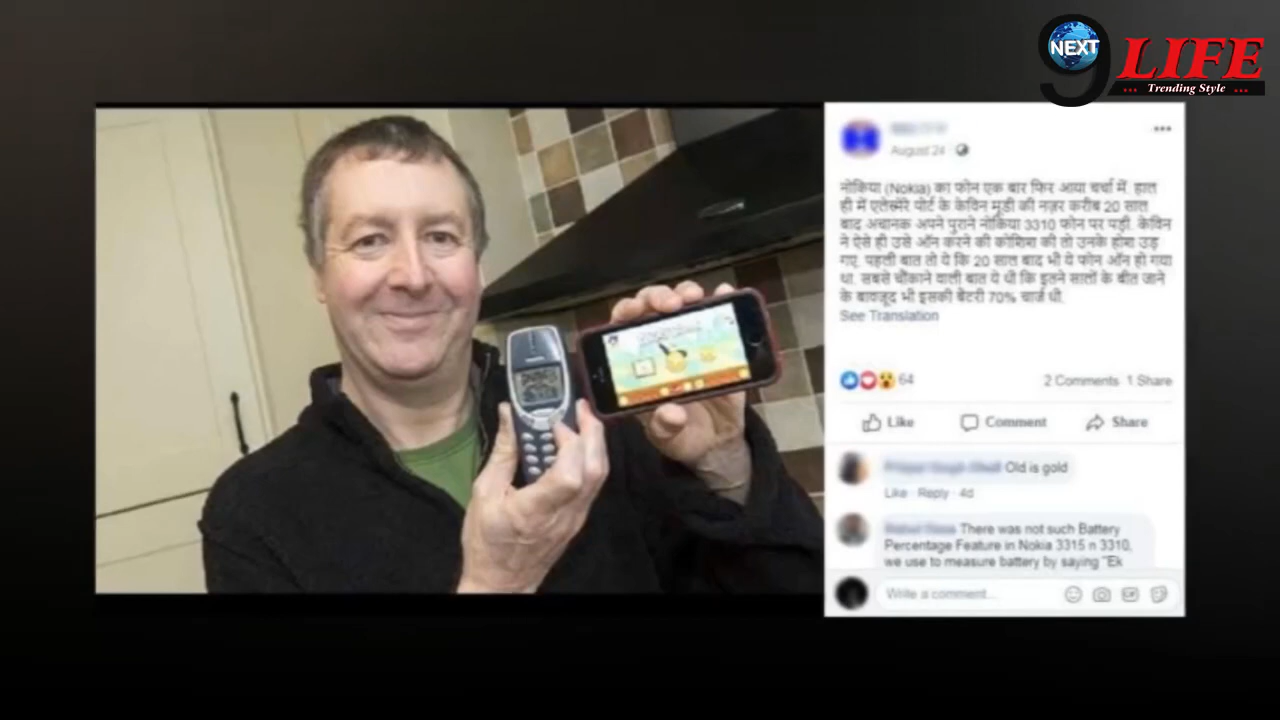 NEXT
9
LIFE
... Trending Style ...
August 24
नोकिया (Nokia) का फोन एक बार फिर आया चर्चा में. हाल
ही में एलेस्मेरे पोर्ट के केविन मूडी की नज़र करीब 20 साल
बाद अचानक अपने पुराने नोकिया 3310 फोन पर पड़ी. केविन
ने ऐसे ही उसे ऑन करने की कोशिश की तो उनके होश उड़
गए. पहली बात तो ये कि 20 साल बाद भी ये फोन ऑन हो गया
था. सबसे चौंकाने वाली बात ये थी कि इतने सालों के बीत जाने
के बावजूद भी इसकी बैटरी 70% चार्ज थी.
See Translation
64
2 Comments 1 Share
Like Comment Share
Old is gold
Like · Reply · 4d
There was not such Battery
Percentage Feature in Nokia 3315 n 3310,
we use to measure battery by saying "Ek
Write a comment...